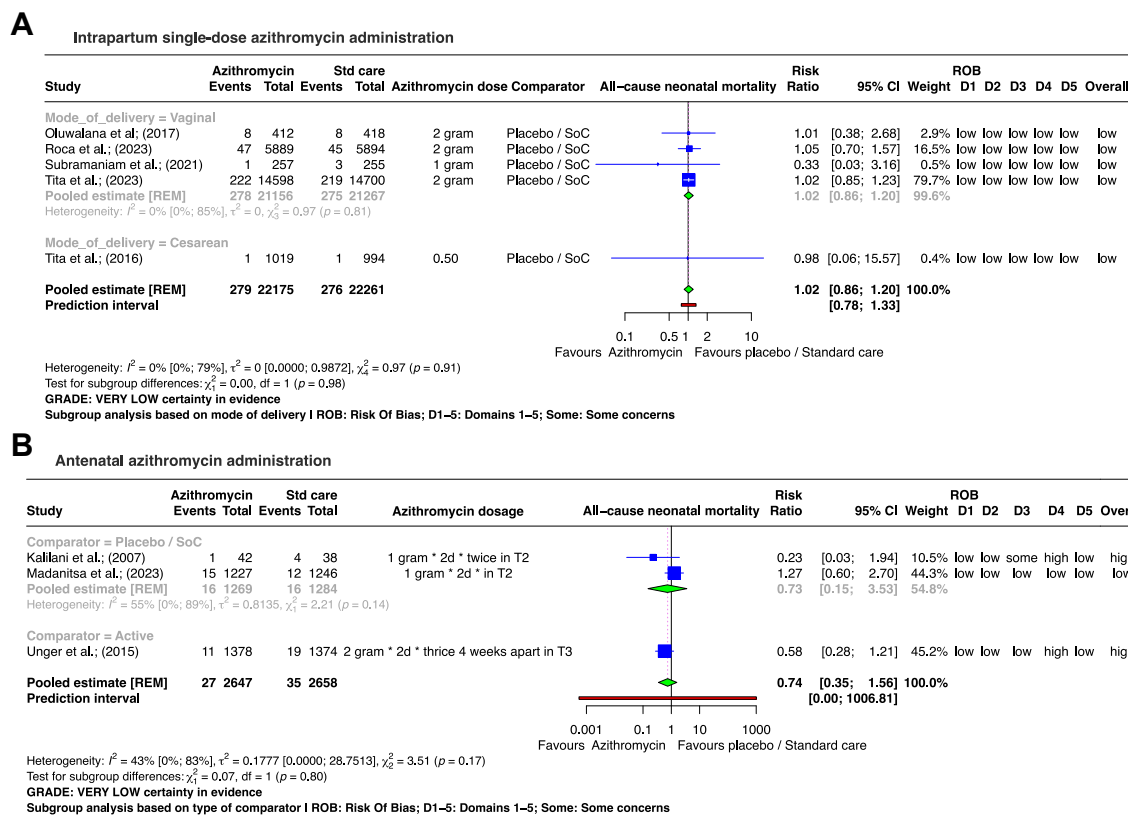 A
Intrapartum single-dose azithromycin administration
Azithromycin Std care Risk ROB
Study Events Total Events Total Azithromycin dose Comparator All−cause neonatal mortality Ratio 95% CI Weight D1 D2 D3 D4 D5 Overall
Mode_of_delivery = Vaginal
Oluwalana et al; (2017) 8 412 8 418 2 gram Placebo / SoC 1.01 [0.38; 2.68] 2.9% low low low low low low
Roca et al.; (2023) 47 5889 45 5894 2 gram Placebo / SoC 1.05 [0.70; 1.57] 16.5% low low low low low low
Subramaniam et al.; (2021) 1 257 3 255 1 gram Placebo / SoC 0.33 [0.03; 3.16] 0.5% low low low low low low
Tita et al.; (2023) 222 14598 219 14700 2 gram Placebo / SoC 1.02 [0.85; 1.23] 79.7% low low low low low low
Pooled estimate [REM] 278 21156 275 21267 1.02 [0.86; 1.20] 99.6%
Heterogeneity: I² = 0% [0%; 85%], τ² = 0, χ²₃ = 0.97 (p = 0.81)
Mode_of_delivery = Cesarean
Tita et al.; (2016) 1 1019 1 994 0.50 Placebo / SoC 0.98 [0.06; 15.57] 0.4% low low low low low low
Pooled estimate [REM] 279 22175 276 22261 1.02 [0.86; 1.20] 100.0%
Prediction interval [0.78; 1.33]
0.1 0.5 1 2 10
Favours Azithromycin Favours placebo / Standard care
Heterogeneity: I² = 0% [0%; 79%], τ² = 0 [0.0000; 0.9872], χ²₄ = 0.97 (p = 0.91)
Test for subgroup differences: χ²₁ = 0.00, df = 1 (p = 0.98)
GRADE: VERY LOW certainty in evidence
Subgroup analysis based on mode of delivery I ROB: Risk Of Bias; D1−5: Domains 1−5; Some: Some concerns
B
Antenatal azithromycin administration
Azithromycin Std care Risk ROB
Study Events Total Events Total Azithromycin dosage All−cause neonatal mortality Ratio 95% CI Weight D1 D2 D3 D4 D5 Over
Comparator = Placebo / SoC
Kalilani et al.; (2007) 1 42 4 38 1 gram * 2d * twice in T2 0.23 [0.03; 1.94] 10.5% low low some high low hig
Madanitsa et al.; (2023) 15 1227 12 1246 1 gram * 2d * in T2 1.27 [0.60; 2.70] 44.3% low low low low low low
Pooled estimate [REM] 16 1269 16 1284 0.73 [0.15; 3.53] 54.8%
Heterogeneity: I² = 55% [0%; 89%], τ² = 0.8135, χ²₁ = 2.21 (p = 0.14)
Comparator = Active
Unger et al.; (2015) 11 1378 19 1374 2 gram * 2d * thrice 4 weeks apart in T3 0.58 [0.28; 1.21] 45.2% low low low high low hig
Pooled estimate [REM] 27 2647 35 2658 0.74 [0.35; 1.56] 100.0%
Prediction interval [0.00; 1006.81]
0.001 0.1 1 10 1000
Favours Azithromycin Favours placebo / Standard care
Heterogeneity: I² = 43% [0%; 83%], τ² = 0.1777 [0.0000; 28.7513], χ²₂ = 3.51 (p = 0.17)
Test for subgroup differences: χ²₁ = 0.07, df = 1 (p = 0.80)
GRADE: VERY LOW certainty in evidence
Subgroup analysis based on type of comparator I ROB: Risk Of Bias; D1−5: Domains 1−5; Some: Some concerns